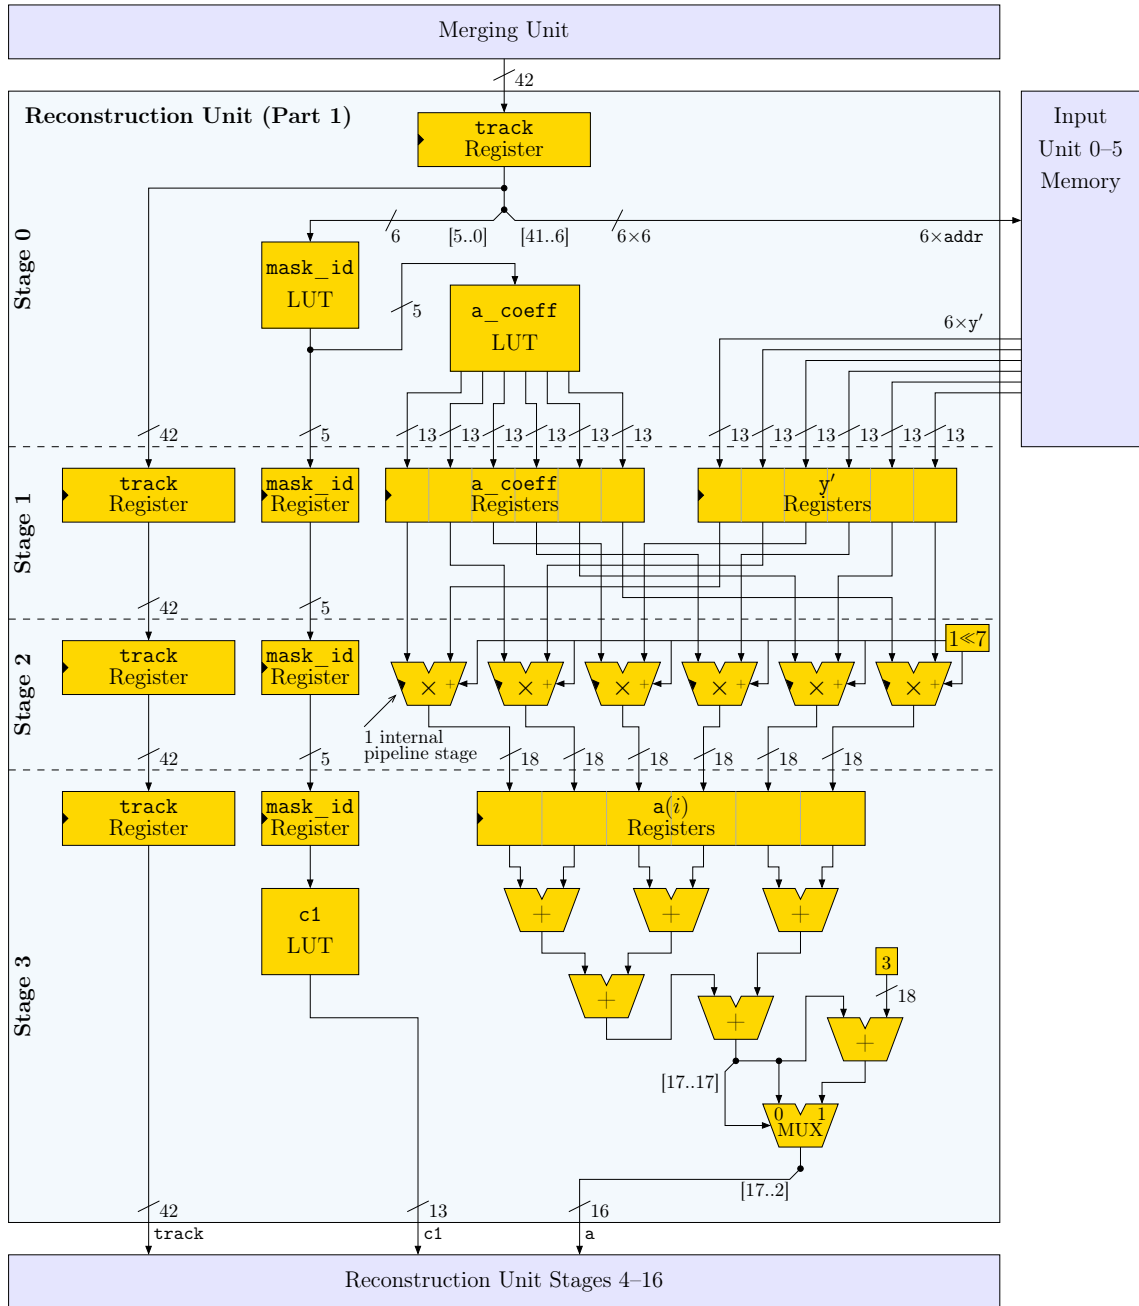 Merging Unit
42
Reconstruction Unit (Part 1)
track
Register
Input
Unit 0–5
Memory
Stage 0
6
[5..0]
[41..6]
6×6
6×addr
mask_id
LUT
5
a_coeff
LUT
6×y′
42
5
13
13
13
13
13
13
13
13
13
13
13
13
Stage 1
track
Register
mask_id
Register
a_coeff
Registers
y′
Registers
42
5
Stage 2
track
Register
mask_id
Register
1≪7
× +
× +
× +
× +
× +
× +
1 internal
pipeline stage
42
5
18
18
18
18
18
18
Stage 3
track
Register
mask_id
Register
a(i)
Registers
c1
LUT
+
+
+
3
18
+
+
+
[17..17]
0 1
MUX
[17..2]
42
13
16
track
c1
a
Reconstruction Unit Stages 4–16